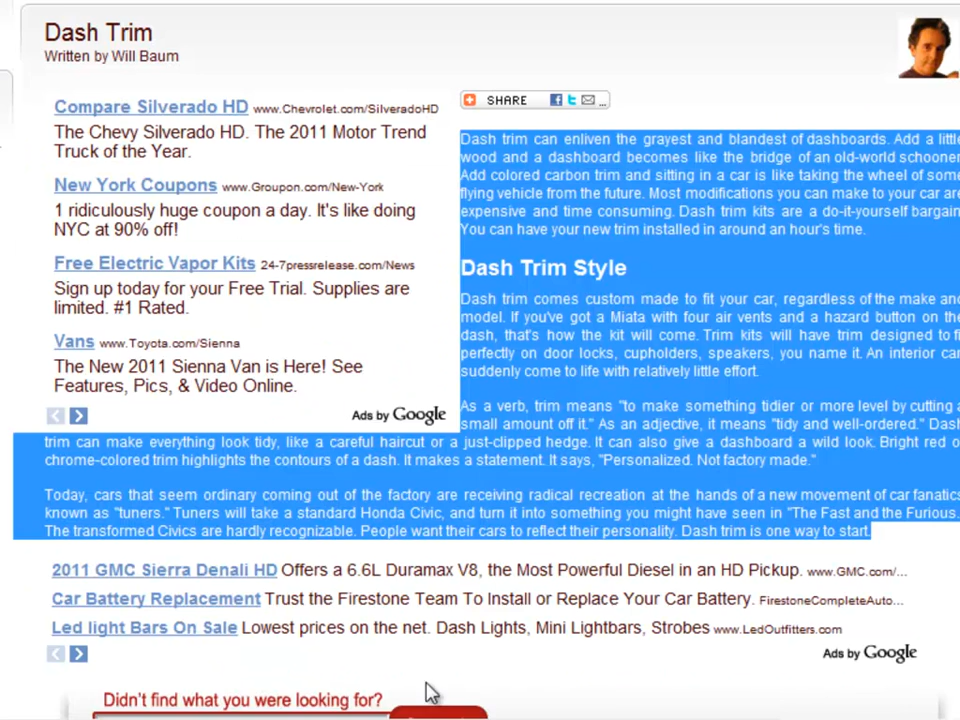 Dash Trim
Written by Will Baum
Compare Silverado HD www.Chevrolet.com/SilveradoHD
The Chevy Silverado HD. The 2011 Motor Trend
Truck of the Year.
New York Coupons www.Groupon.com/New-York
1 ridiculously huge coupon a day. It's like doing
NYC at 90% off!
Free Electric Vapor Kits 24-7pressrelease.com/News
Sign up today for your Free Trial. Supplies are
limited. #1 Rated.
Vans www.Toyota.com/Sienna
The New 2011 Sienna Van is Here! See
Features, Pics, & Video Online.
Ads by Google
SHARE ...
Dash trim can enliven the grayest and blandest of dashboards. Add a little
wood and a dashboard becomes like the bridge of an old-world schooner
Add colored carbon trim and sitting in a car is like taking the wheel of some
flying vehicle from the future. Most modifications you can make to your car are
expensive and time consuming. Dash trim kits are a do-it-yourself bargain
You can have your new trim installed in around an hour's time.
Dash Trim Style
Dash trim comes custom made to fit your car, regardless of the make and
model. If you've got a Miata with four air vents and a hazard button on the
dash, that's how the kit will come. Trim kits will have trim designed to fi
perfectly on door locks, cupholders, speakers, you name it. An interior can
suddenly come to life with relatively little effort.
As a verb, trim means "to make something tidier or more level by cutting a
small amount off it." As an adjective, it means "tidy and well-ordered." Dash
trim can make everything look tidy, like a careful haircut or a just-clipped hedge. It can also give a dashboard a wild look. Bright red o
chrome-colored trim highlights the contours of a dash. It makes a statement. It says, "Personalized. Not factory made."
Today, cars that seem ordinary coming out of the factory are receiving radical recreation at the hands of a new movement of car fanatics
known as "tuners." Tuners will take a standard Honda Civic, and turn it into something you might have seen in "The Fast and the Furious.
The transformed Civics are hardly recognizable. People want their cars to reflect their personality. Dash trim is one way to start.
2011 GMC Sierra Denali HD Offers a 6.6L Duramax V8, the Most Powerful Diesel in an HD Pickup. www.GMC.com/...
Car Battery Replacement Trust the Firestone Team To Install or Replace Your Car Battery. FirestoneCompleteAuto...
Led light Bars On Sale Lowest prices on the net. Dash Lights, Mini Lightbars, Strobes www.LedOutfitters.com
Ads by Google
Didn't find what you were looking for?